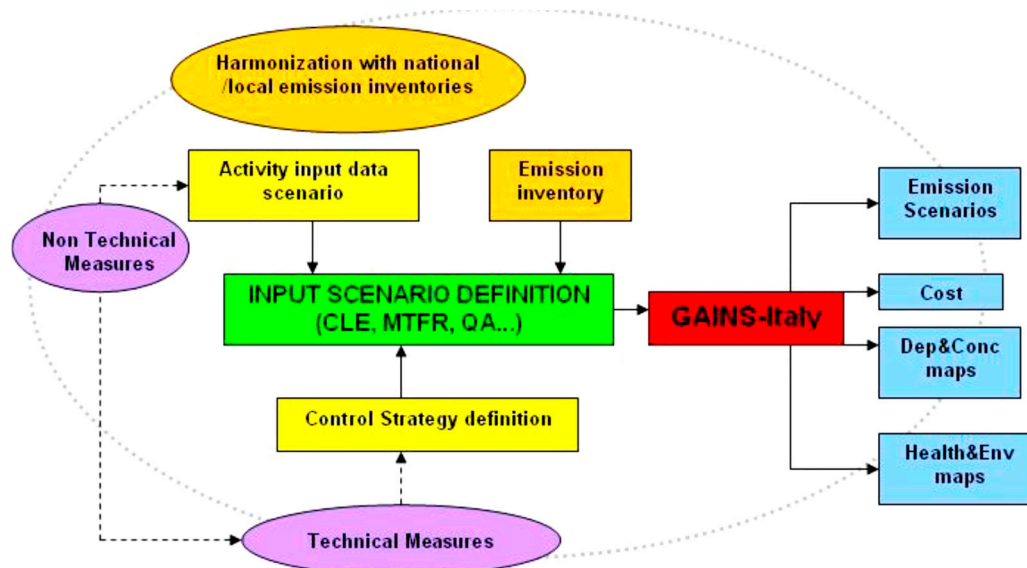 Harmonization with national
/local emission inventories
Activity input data
scenario
Emission
inventory
Emission
Scenarios
Non Technical
Measures
INPUT SCENARIO DEFINITION
(CLE, MTFR, QA...)
GAINS-Italy
Cost
Dep&Conc
maps
Control Strategy definition
Health&Env
maps
Technical Measures